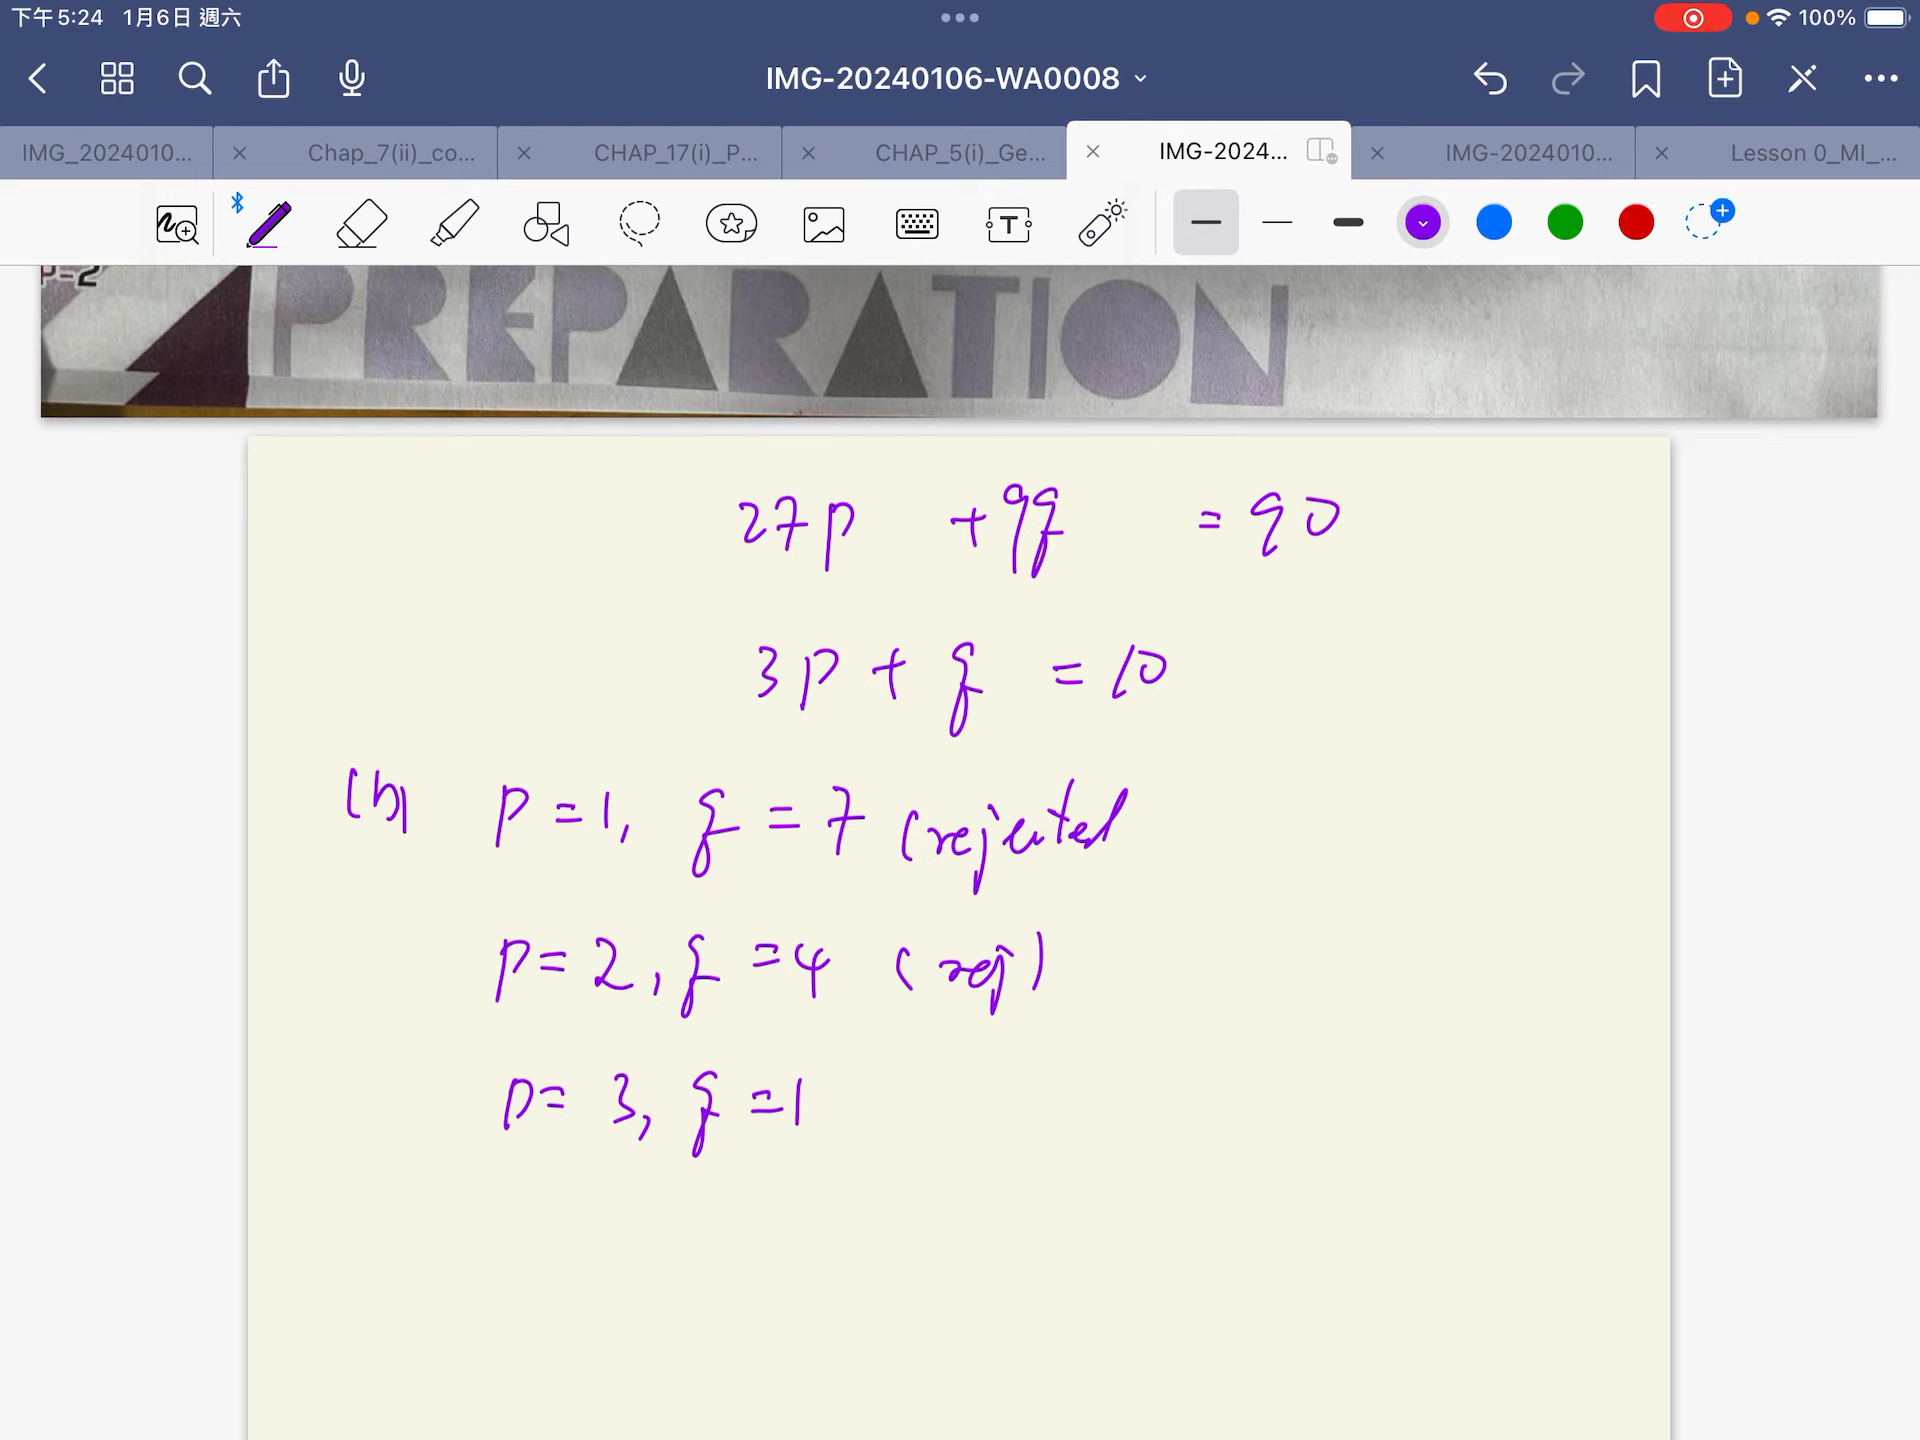 下午5:24 1月6日 週六
100%
IMG-20240106-WA0008
IMG_2024010...
Chap_7(ii)_co...
CHAP_17(i)_P...
CHAP_5(i)_Ge...
IMG-2024...
IMG-2024010...
Lesson 0_MI_...
T
P=2
PREPARATION
27p + 9q = 90
3p + q = 10
(b) p = 1, q = 7 (rejected
p = 2, q = 4 (rej)
p = 3, q = 1